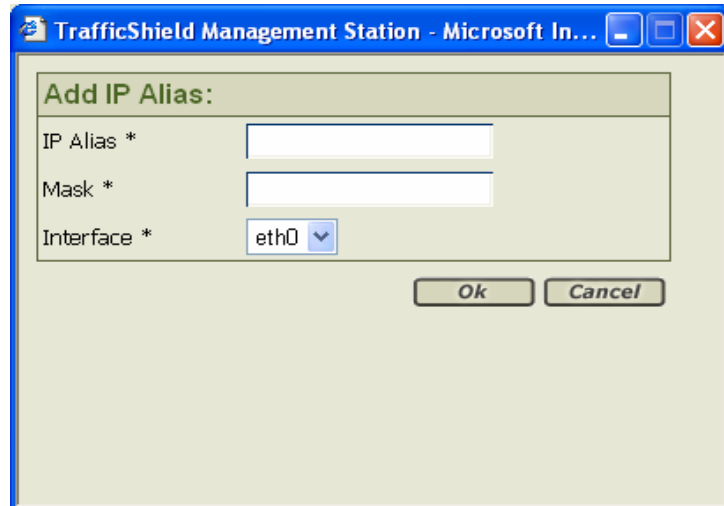 TrafficShield Management Station - Microsoft In...
Add IP Alias:
IP Alias *
Mask *
Interface *
eth0
Ok
Cancel